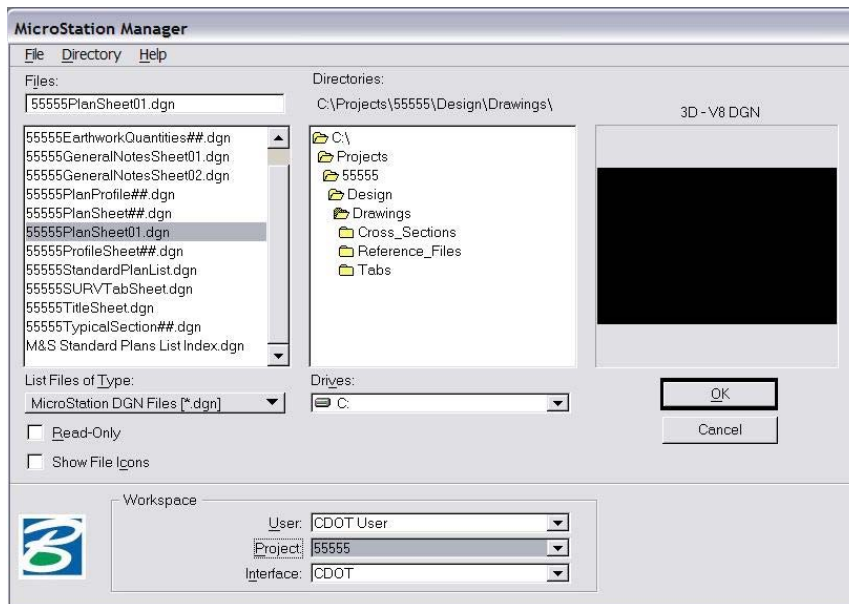 MicroStation Manager
File Directory Help
Files:
55555PlanSheet01.dgn
55555EarthworkQuantities##.dgn
55555GeneralNotesSheet01.dgn
55555GeneralNotesSheet02.dgn
55555PlanProfile##.dgn
55555PlanSheet##.dgn
55555PlanSheet01.dgn
55555ProfileSheet##.dgn
55555StandardPlanList.dgn
55555SURVTabSheet.dgn
55555TitleSheet.dgn
55555TypicalSection##.dgn
M&S Standard Plans List Index.dgn
List Files of Type:
MicroStation DGN Files [*.dgn]
Read-Only
Show File Icons
Directories:
C:\Projects\55555\Design\Drawings\
C:\
Projects
55555
Design
Drawings
Cross_Sections
Reference_Files
Tabs
Drives:
C:
3D - V8 DGN
OK
Cancel
Workspace
User: CDOT User
Project: 55555
Interface: CDOT